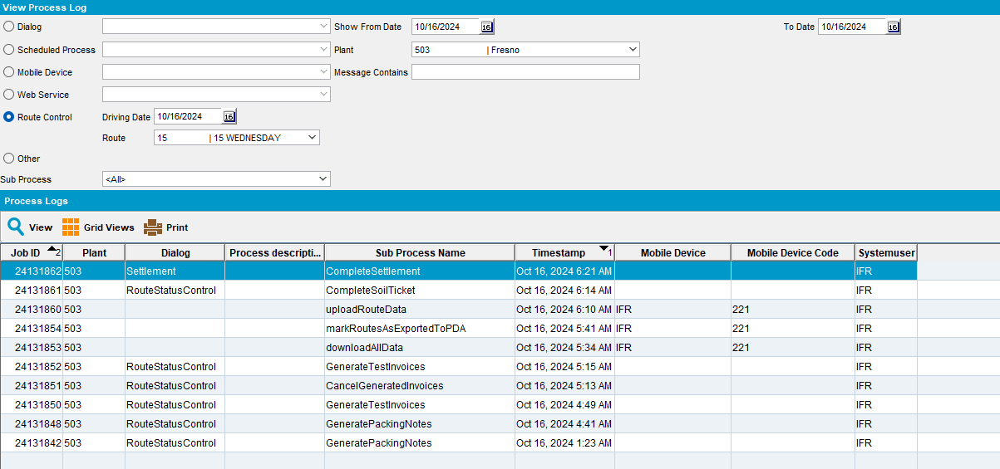 View Process Log
Dialog Show From Date 10/16/2024 16 To Date 10/16/2024 16
Scheduled Process Plant 503 | Fresno
Mobile Device Message Contains
Web Service
Route Control Driving Date 10/16/2024 16
Route 15 | 15 WEDNESDAY
Other
Sub Process <All>
Process Logs
View Grid Views Print
Job ID 2 Plant Dialog Process descripti... Sub Process Name Timestamp 1 Mobile Device Mobile Device Code Systemuser
24131862 503 Settlement CompleteSettlement Oct 16, 2024 6:21 AM IFR
24131861 503 RouteStatusControl CompleteSoilTicket Oct 16, 2024 6:14 AM IFR
24131860 503 uploadRouteData Oct 16, 2024 6:10 AM IFR 221 IFR
24131854 503 markRoutesAsExportedToPDA Oct 16, 2024 5:41 AM IFR 221 IFR
24131853 503 downloadAllData Oct 16, 2024 5:34 AM IFR 221 IFR
24131852 503 RouteStatusControl GenerateTestInvoices Oct 16, 2024 5:15 AM IFR
24131851 503 RouteStatusControl CancelGeneratedInvoices Oct 16, 2024 5:13 AM IFR
24131850 503 RouteStatusControl GenerateTestInvoices Oct 16, 2024 4:49 AM IFR
24131848 503 RouteStatusControl GeneratePackingNotes Oct 16, 2024 4:41 AM IFR
24131842 503 RouteStatusControl GeneratePackingNotes Oct 16, 2024 1:23 AM IFR